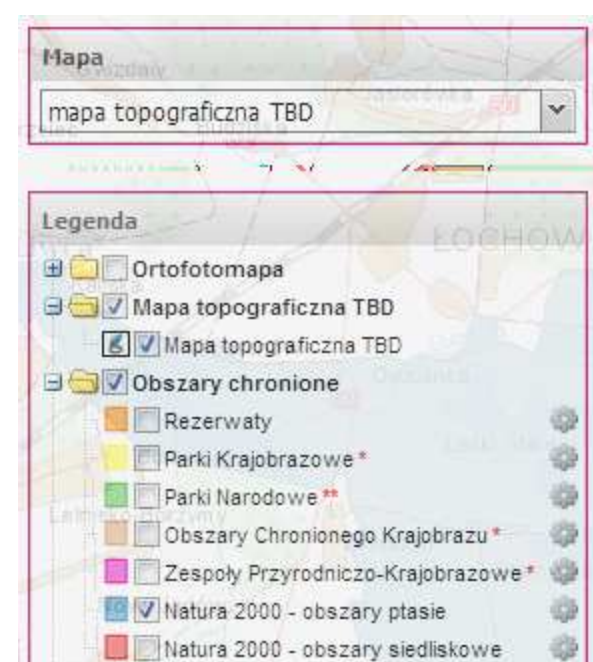 Mapa
mapa topograficzna TBD
Legenda
Ortofotomapa
Mapa topograficzna TBD
Mapa topograficzna TBD
Obszary chronione
Rezerwaty
Parki Krajobrazowe *
Parki Narodowe **
Obszary Chronionego Krajobrazu *
Zespoły Przyrodniczo-Krajobrazowe *
Natura 2000 - obszary ptasie
Natura 2000 - obszary siedliskowe